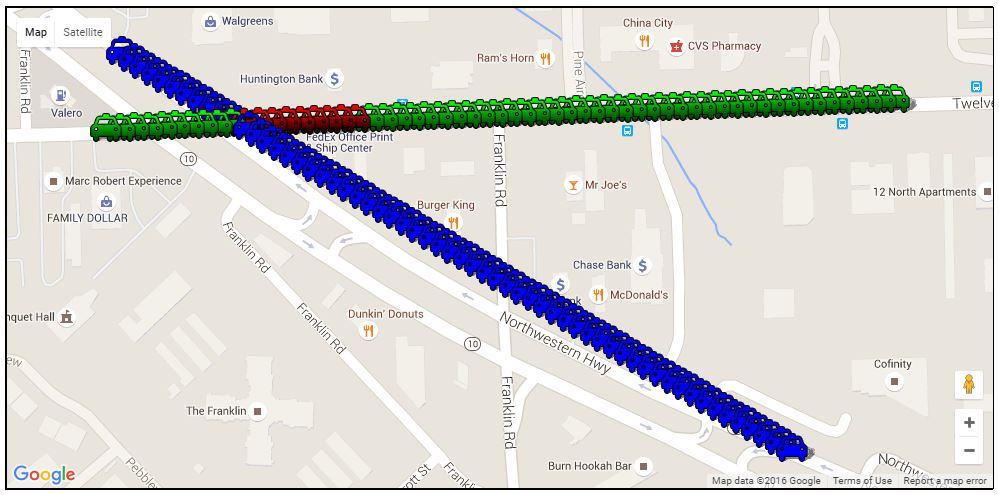 Map
Satellite
Walgreens
China City
CVS Pharmacy
Ram's Horn
Huntington Bank
Franklin Rd
Valero
Twelve
FedEx Office Print
& Ship Center
10
Marc Robert Experience
Mr Joe's
12 North Apartments
FAMILY DOLLAR
Burger King
Franklin Rd
Franklin Rd
Chase Bank
McDonald's
nquet Hall
Dunkin' Donuts
Franklin Rd
Northwestern Hwy
10
Cofinity
The Franklin
Franklin Rd
Burn Hookah Bar
Google
Map data ©2016 Google
Terms of Use
Report a map error